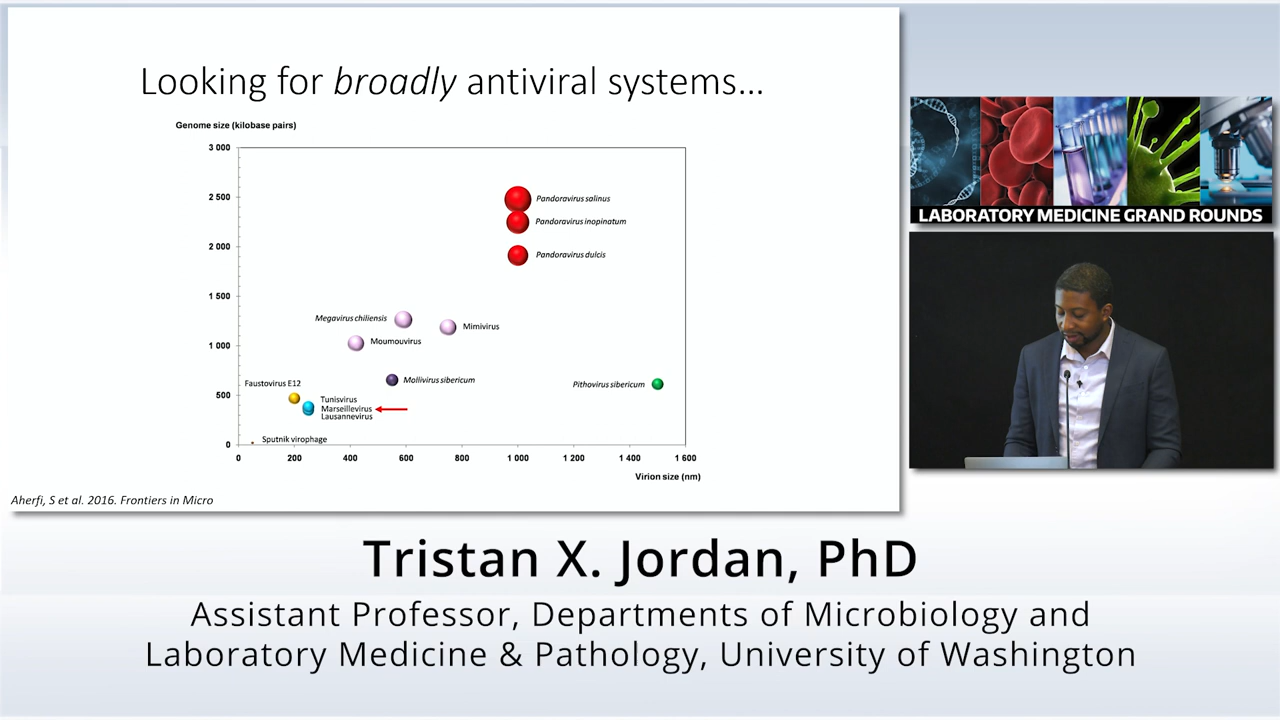 Looking for broadly antiviral systems...
Genome size (kilobase pairs)
3 000
2 500
2 000
1 500
1 000
500
0
Pandoravirus salinus
Pandoravirus inopinatum
Pandoravirus dulcis
Megavirus chiliensis
Mimivirus
Moumouvirus
Mollivirus sibericum
Pithovirus sibericum
Faustovirus E12
Tunisvirus
Marseillevirus
Lausannevirus
Sputnik virophage
0 200 400 600 800 1 000 1 200 1 400 1 600
Virion size (nm)
Aherfi, S et al. 2016. Frontiers in Micro
LABORATORY MEDICINE GRAND ROUNDS
Tristan X. Jordan, PhD
Assistant Professor, Departments of Microbiology and
Laboratory Medicine & Pathology, University of Washington